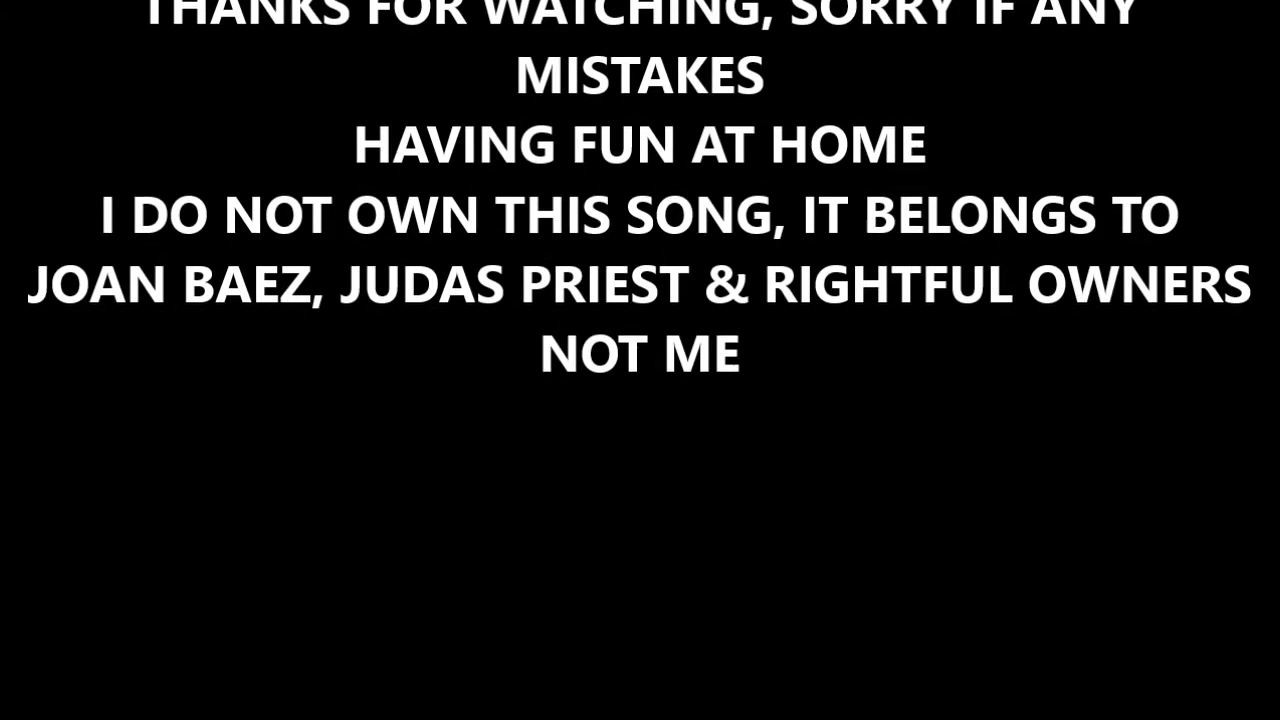 THANKS FOR WATCHING, SORRY IF ANY
MISTAKES
HAVING FUN AT HOME
I DO NOT OWN THIS SONG, IT BELONGS TO
JOAN BAEZ, JUDAS PRIEST & RIGHTFUL OWNERS
NOT ME